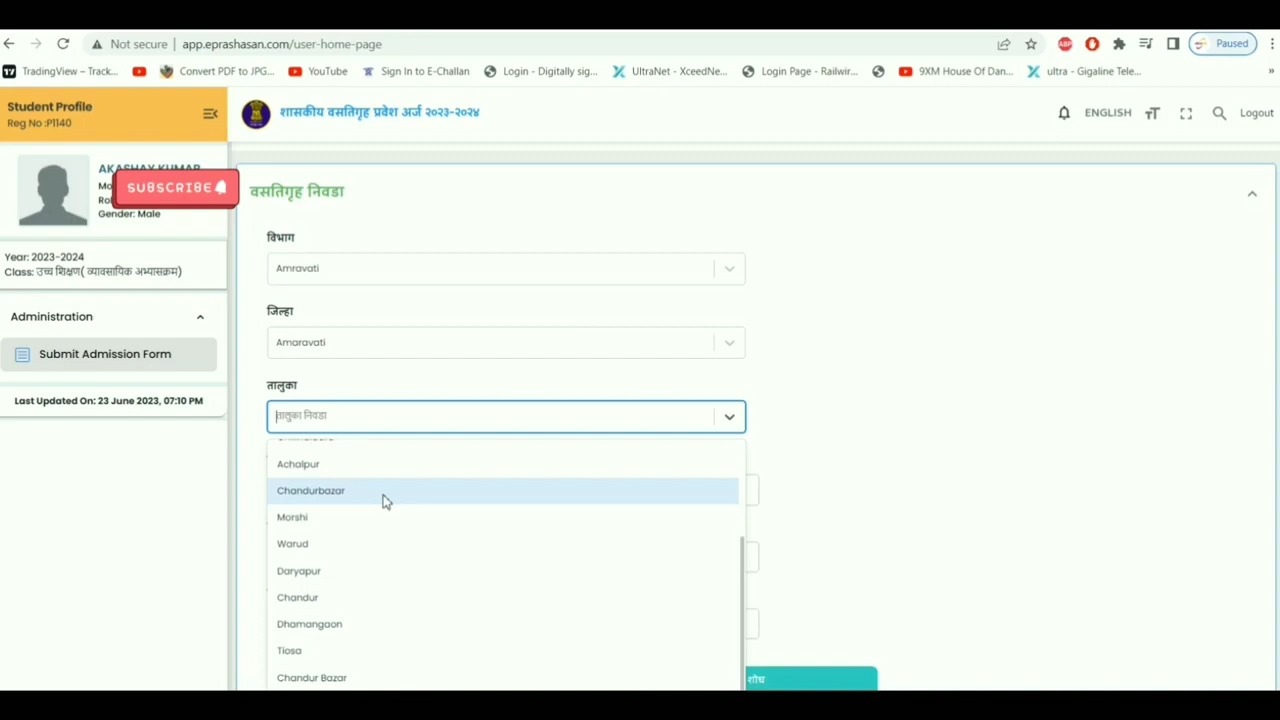 Not secure | app.eprashasan.com/user-home-page
Paused
TradingView – Track... Convert PDF to JPG... YouTube Sign In to E-Challan Login - Digitally sig... UltraNet - XceedNe... Login Page - Railwir... 9XM House Of Dan... ultra - Gigaline Tele... »
Student Profile
Reg No :P1140
शासकीय वसतिगृह प्रवेश अर्ज २०२३-२०२४
ENGLISH
Logout
AKASHAY KUMAR
SUBSCRIBE
Gender: Male
Year: 2023-2024
Class: उच्च शिक्षण( व्यावसायिक अभ्यासक्रम)
Administration
Submit Admission Form
Last Updated On: 23 June 2023, 07:10 PM
वसतिगृह निवडा
विभाग
Amravati
जिल्हा
Amaravati
तालुका
तालुका निवडा
Achalpur
Chandurbazar
Morshi
Warud
Daryapur
Chandur
Dhamangaon
Tiosa
Chandur Bazar
शोध